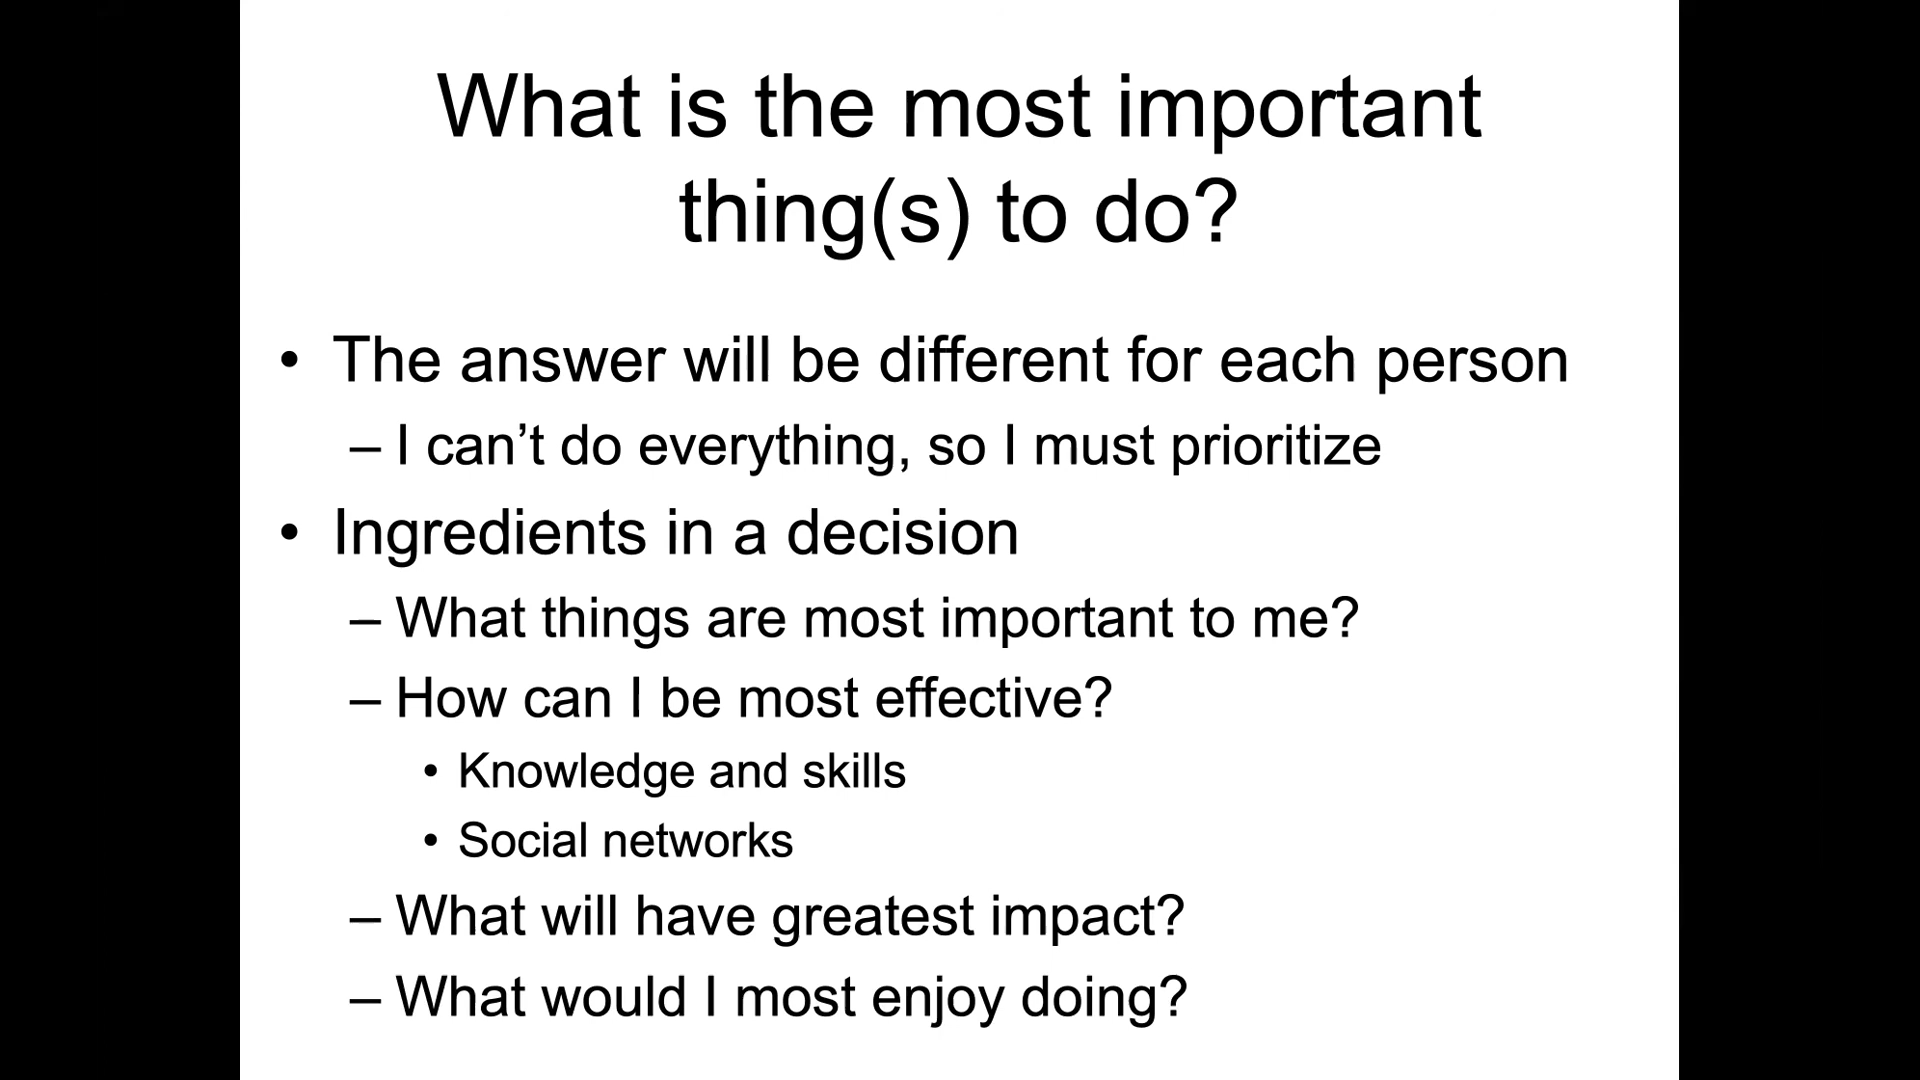 What is the most important
thing(s) to do?
• The answer will be different for each person
– I can’t do everything, so I must prioritize
• Ingredients in a decision
– What things are most important to me?
– How can I be most effective?
• Knowledge and skills
• Social networks
– What will have greatest impact?
– What would I most enjoy doing?